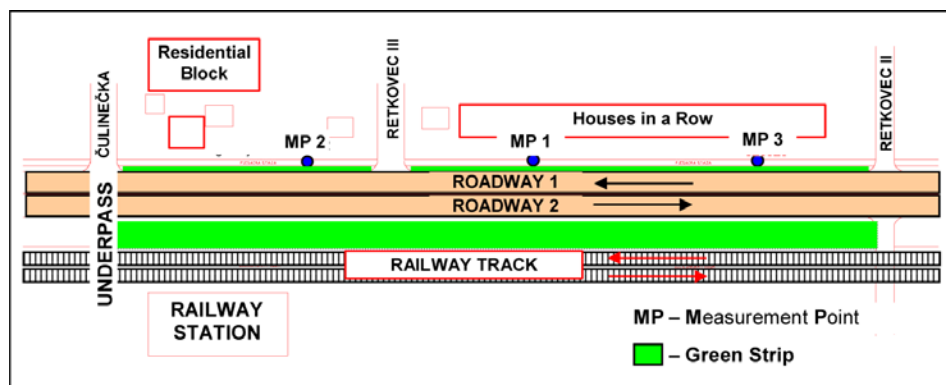 Residential
Block
ČULINEČKA
RETKOVEC III
RETKOVEC II
Houses in a Row
MP 2
MP 1
MP 3
ROADWAY 1
ROADWAY 2
UNDERPASS
RAILWAY TRACK
RAILWAY
STATION
MP – Measurement Point
– Green Strip